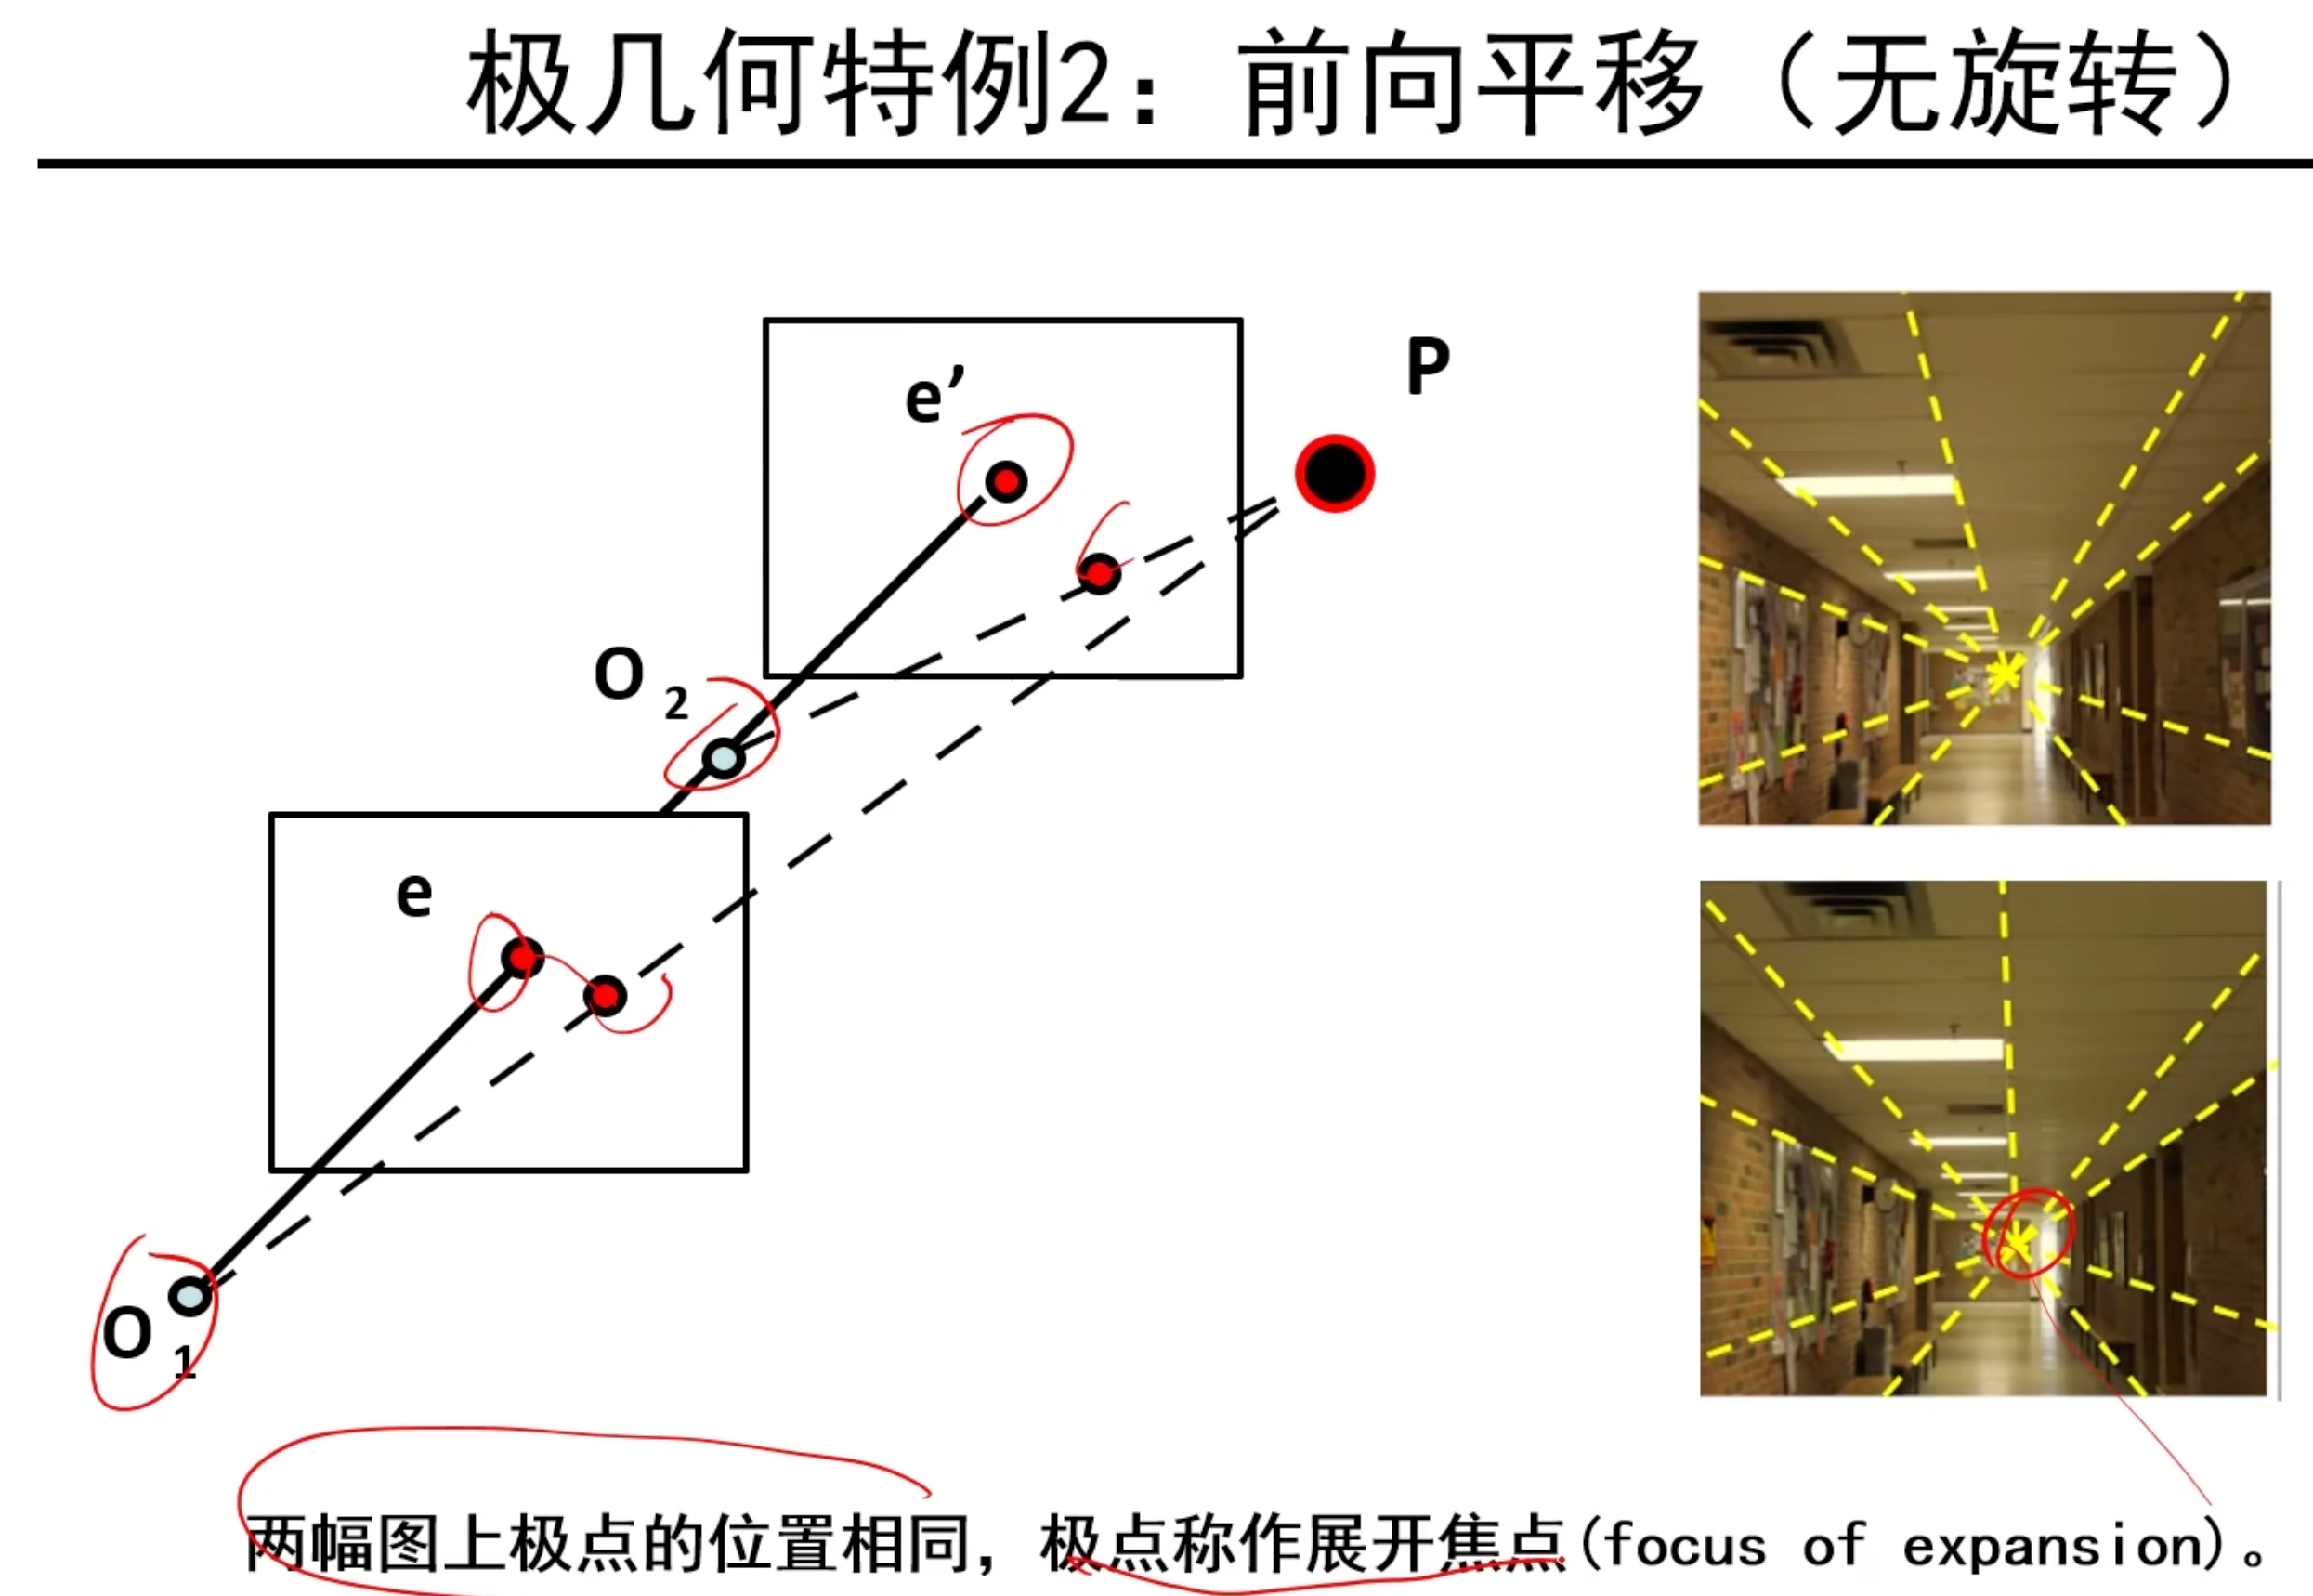 极几何特例2：前向平移（无旋转）
e’
P
O 2
e
O 1
两幅图上极点的位置相同，极点称作展开焦点(focus of expansion)。